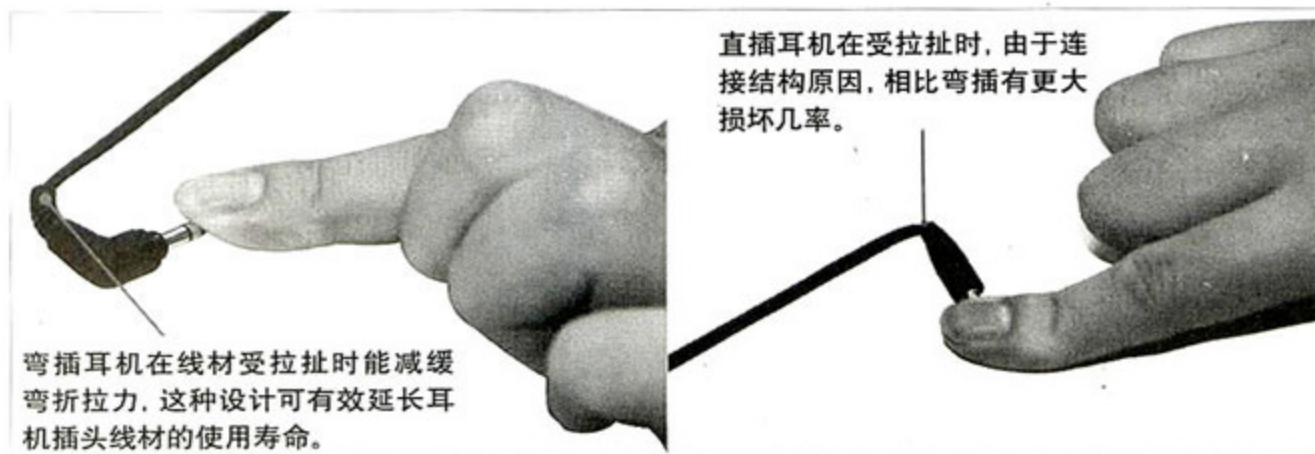 弯插耳机在线材受拉扯时能减缓
弯折拉力，这种设计可有效延长耳
机插头线材的使用寿命。
直插耳机在受拉扯时，由于连
接结构原因，相比弯插有更大
损坏几率。